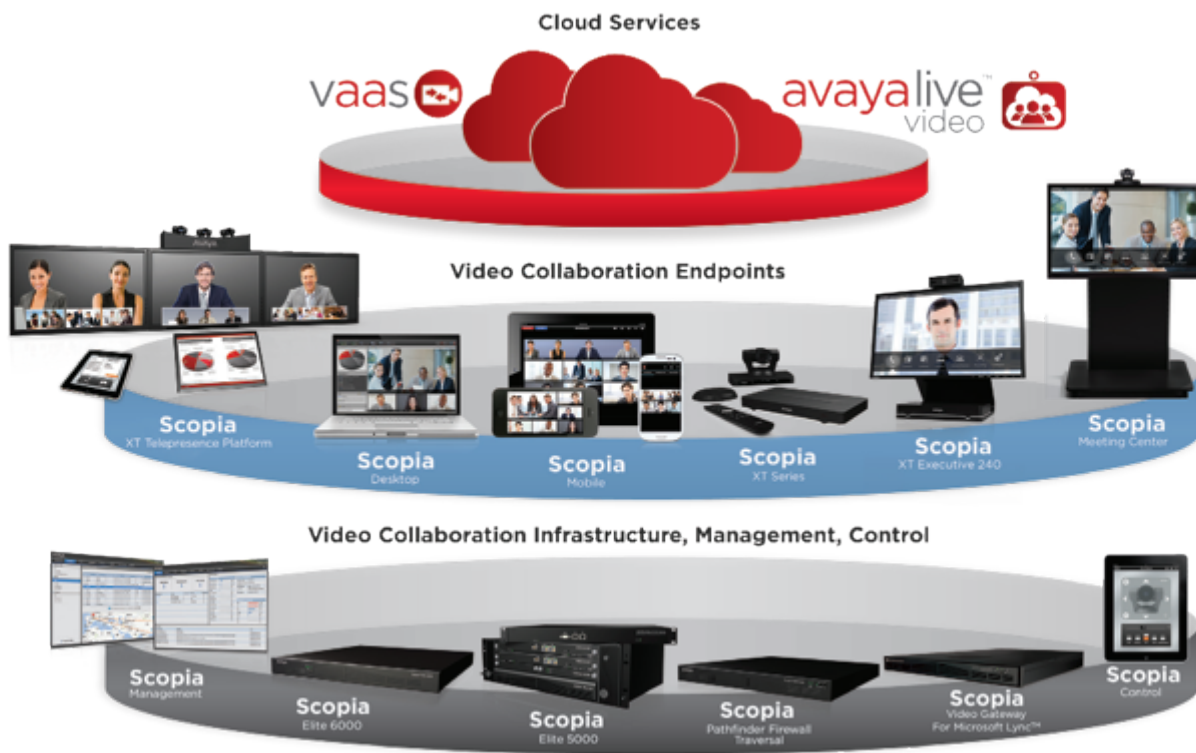 Cloud Services
vaas
avayalive™
video
AVAYA
Video Collaboration Endpoints
Scopia
XT Telepresence Platform
Scopia
Desktop
Scopia
Mobile
Scopia
XT Series
Scopia
XT Executive 240
Scopia
Meeting Center
Video Collaboration Infrastructure, Management, Control
Scopia
Management
Scopia
Elite 6000
Scopia
Elite 5000
Scopia
Pathfinder Firewall
Traversal
Scopia
Video Gateway
For Microsoft Lync™
Scopia
Control